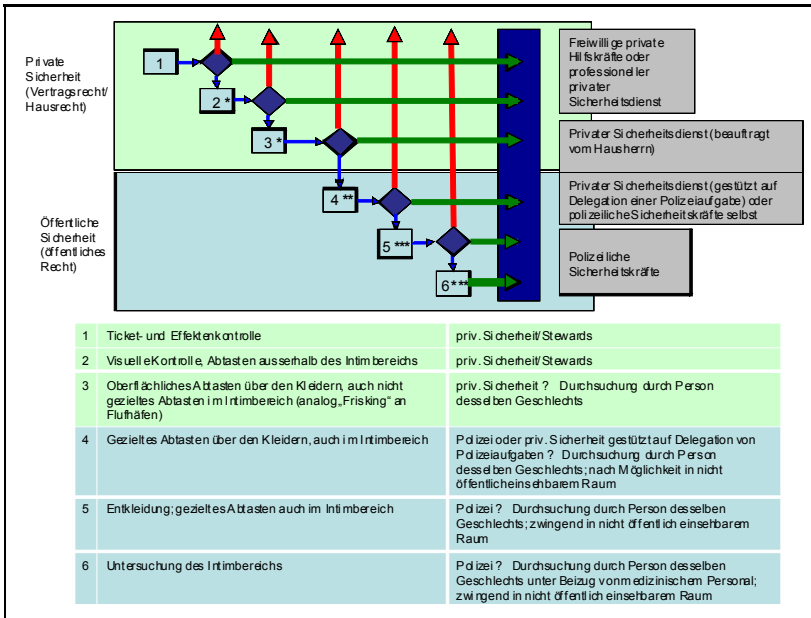 Private
Sicherheit
(Vertragsrecht/
Hausrecht)
1
2 *
3 *
Freiwillige private
Hilfskräfte oder
professioneller
privater
Sicherheitsdienst
Privater Sicherheitsdienst (beauftragt
vom Hausherrn)
Öffentliche
Sicherheit
(öffentliches
Recht)
4 **
5 ***
6 ***
Privater Sicherheitsdienst (gestützt auf
Delegation einer Polizeiaufgabe) oder
polizeiliche Sicherheitskräfte selbst
Polizeiliche
Sicherheitskräfte
1 Ticket- und Effektenkontrolle priv. Sicherheit/Stewards
2 Visuelle Kontrolle, Abtasten ausserhalb des Intimbereichs priv. Sicherheit/Stewards
3 Oberflächliches Abtasten über den Kleidern, auch nicht priv. Sicherheit ? Durchsuchung durch Person
gezieltes Abtasten im Intimbereich (analog „Frisking“ an desselben Geschlechts
Flufhäfen)
4 Gezieltes Abtasten über den Kleidern, auch im Intimbereich Polizei oder priv. Sicherheit gestützt auf Delegation von
Polizeiaufgaben ? Durchsuchung durch Person
desselben Geschlechts; nach Möglichkeit in nicht
öffentlich einsehbarem Raum
5 Entkleidung; gezieltes Abtasten auch im Intimbereich Polizei ? Durchsuchung durch Person desselben
Geschlechts; zwingend in nicht öffentlich einsehbarem
Raum
6 Untersuchung des Intimbereichs Polizei ? Durchsuchung durch Person desselben
Geschlechts unter Beizug von medizinischem Personal;
zwingend in nicht öffentlich einsehbarem Raum